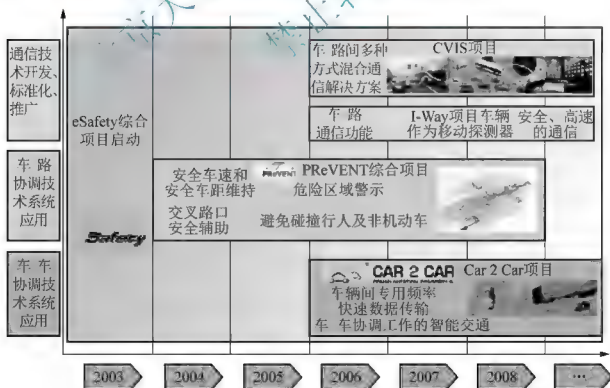 通信技
术开发、
标准化、
推广
车 路
协调技
术系统
应用
车 车
协调技
术系统
应用
eSafety综合
项目启动
Safety
车 路间多种
方式混合通
信解决方案
CVIS项目
车 路
通信功能
I-Way项目车辆
作为移动探测器
安全、高速
的通信
安全车速和
安全车距维持
PReVENT
PReVENT综合项目
危险区域警示
交叉路口
安全辅助
避免碰撞行人及非机动车
CAR 2 CAR
Car 2 Car项目
车辆间专用频率
快速数据传输
车 车协调工作的智能交通
2003
2004
2005
2006
2007
2008
…